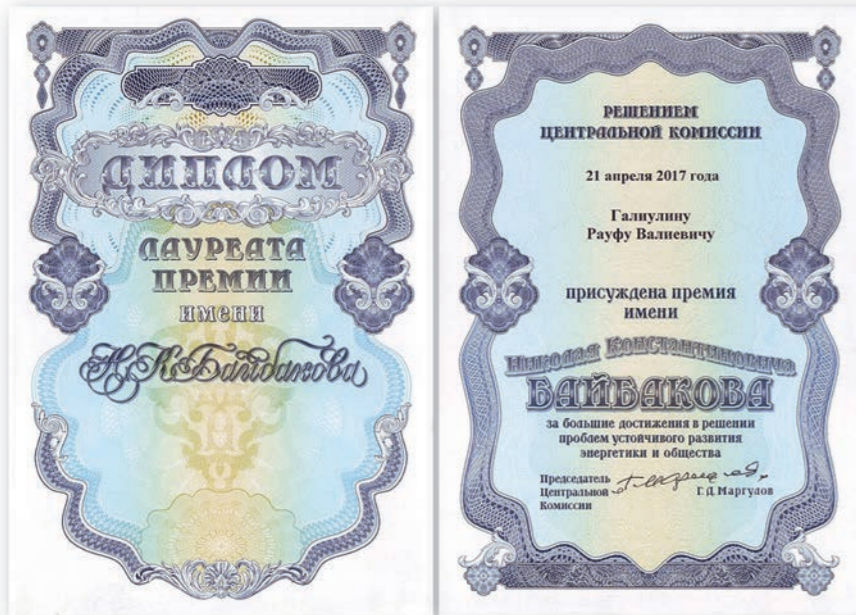 ДИПЛОМ
ЛАУРЕАТА
ПРЕМИИ
ИМЕНИ
Н.К.Байбакова
РЕШЕНИЕМ
ЦЕНТРАЛЬНОЙ КОМИССИИ
21 апреля 2017 года
Галиулину
Рауфу Валиевичу
присуждена премия
имени
Николая Константиновича
БАЙБАКОВА
за большие достижения в решении
проблем устойчивого развития
энергетики и общества
Председатель
Центральной
Комиссии
Г.Д. Маргулов